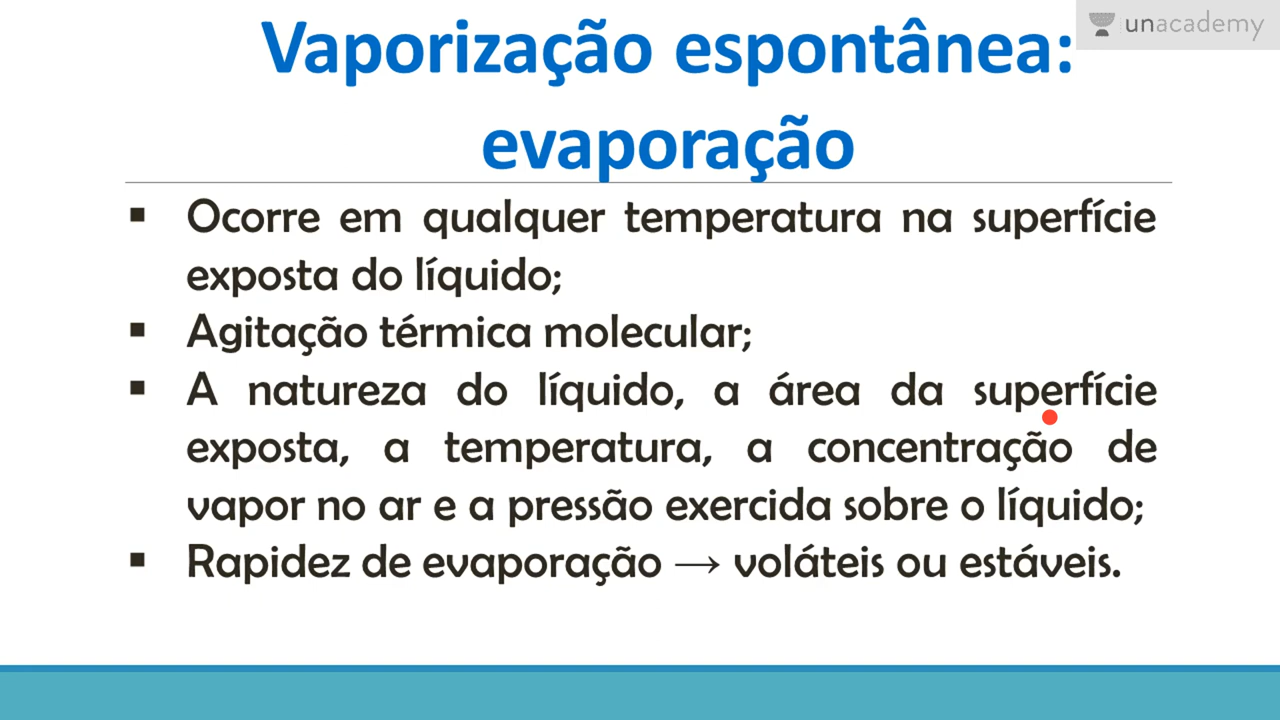 unacademy
Vaporização espontânea:
evaporação
▪ Ocorre em qualquer temperatura na superfície
exposta do líquido;
▪ Agitação térmica molecular;
▪ A natureza do líquido, a área da superfície
exposta, a temperatura, a concentração de
vapor no ar e a pressão exercida sobre o líquido;
▪ Rapidez de evaporação → voláteis ou estáveis.